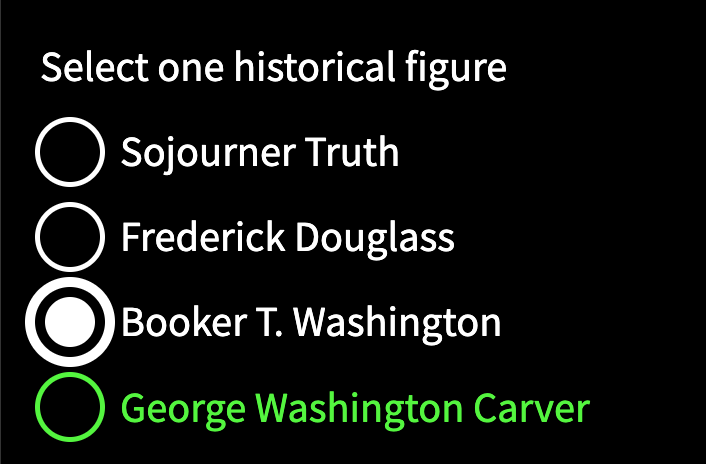 Select one historical figure
Sojourner Truth
Frederick Douglass
Booker T. Washington
George Washington Carver